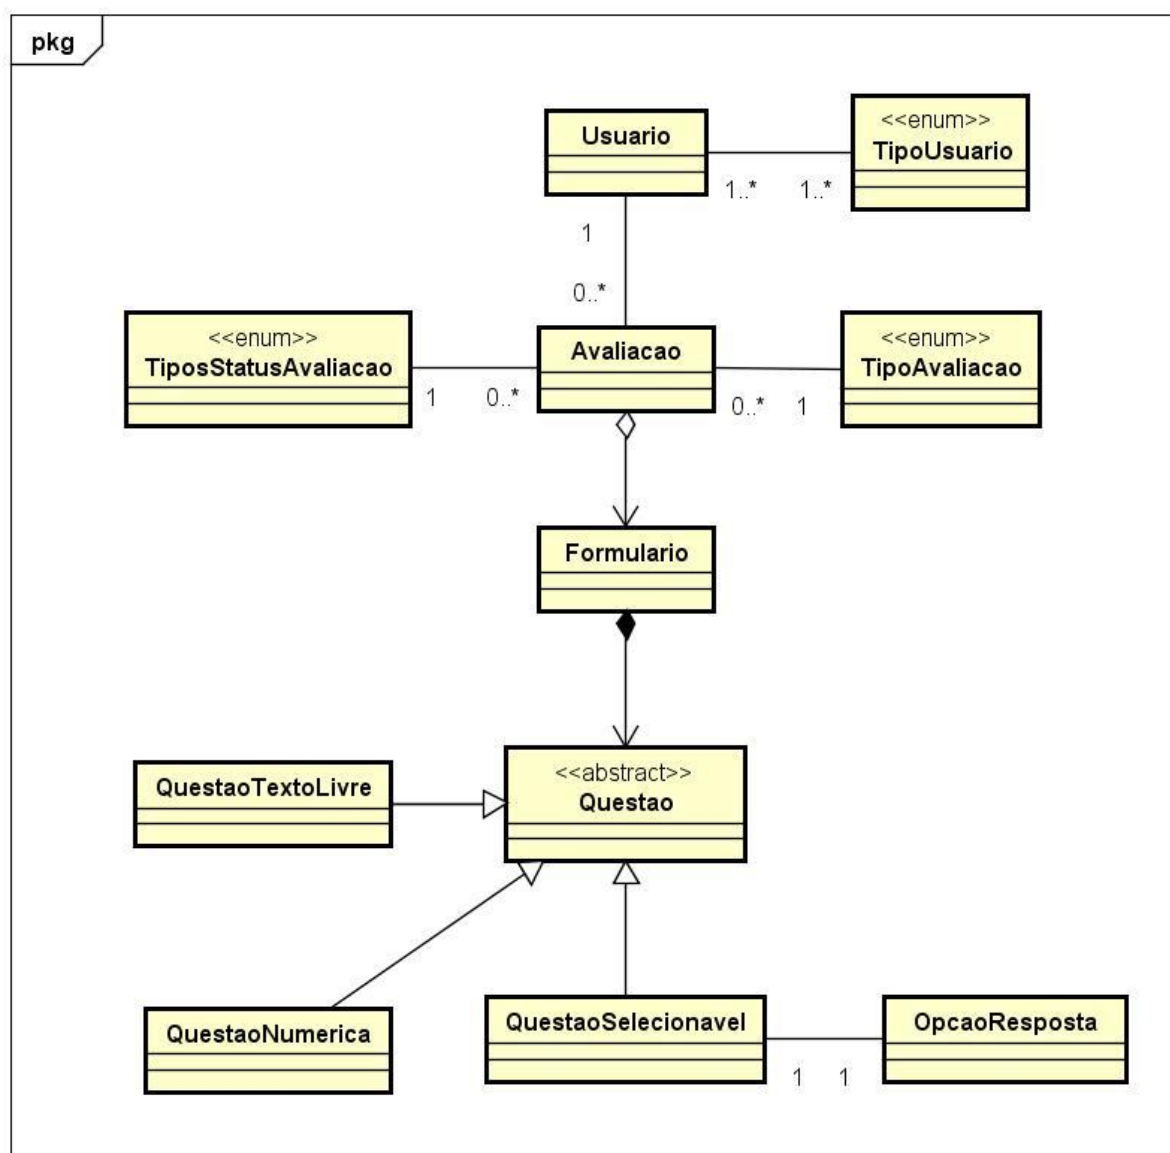 pkg
Usuario
<<enum>>
TipoUsuario
1..*
1..*
1
0..*
<<enum>>
TiposStatusAvaliacao
1
0..*
Avaliacao
0..*
1
<<enum>>
TipoAvaliacao
Formulario
<<abstract>>
Questao
QuestaoTextoLivre
QuestaoNumerica
QuestaoSelecionavel
1
1
OpcaoResposta